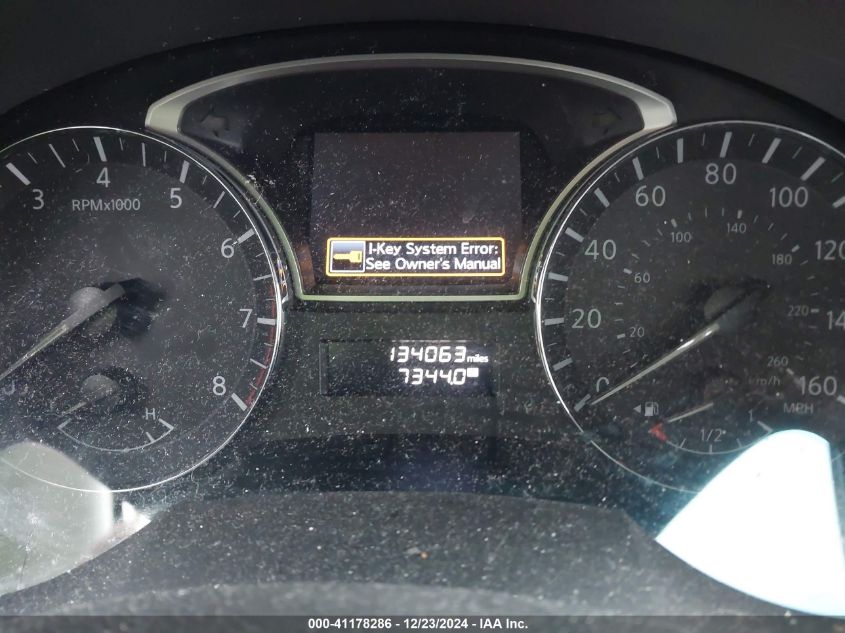 3 4 5 6 7 8
RPMx1000
H
I-Key System Error:
See Owner's Manual
134063 miles
7344.0
0 20 40 60 80 100 120 14 160
20 100 140 180 220 260
km/h
MPH
1/2
1
000-41178286 - 12/23/2024 - IAA Inc.